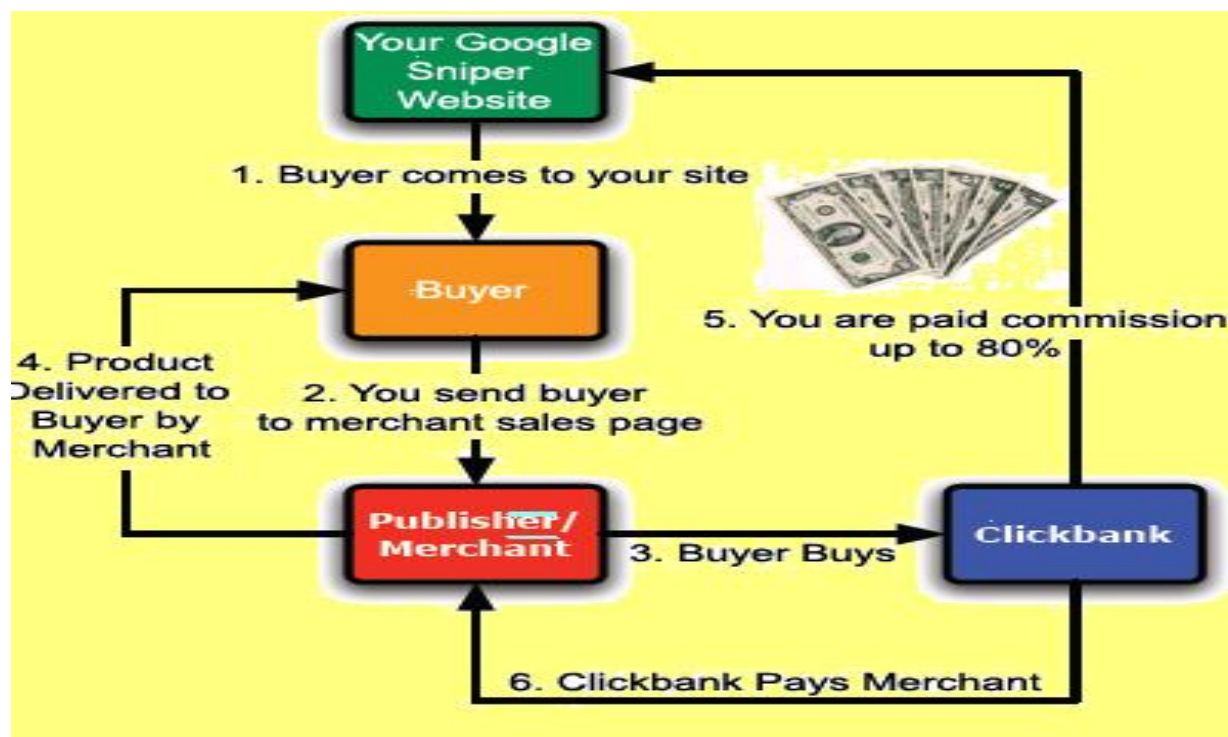 Your Google
Sniper
Website
1. Buyer comes to your site
Buyer
5. You are paid commission
up to 80%
4. Product
Delivered to
Buyer by
Merchant
2. You send buyer
to merchant sales page
Publisher/
Merchant
3. Buyer Buys
Clickbank
6. Clickbank Pays Merchant